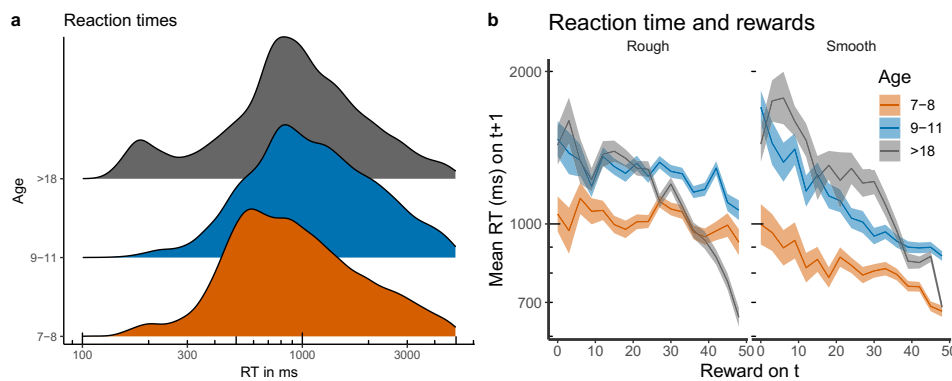 a
Reaction times
Age
>18
9−11
7−8
100 300 1000 3000
RT in ms
b
Reaction time and rewards
Rough Smooth
Mean RT (ms) on t+1
2000
1000
700
Age
7−8
9−11
>18
0 10 20 30 40 50 0 10 20 30 40 50
Reward on t